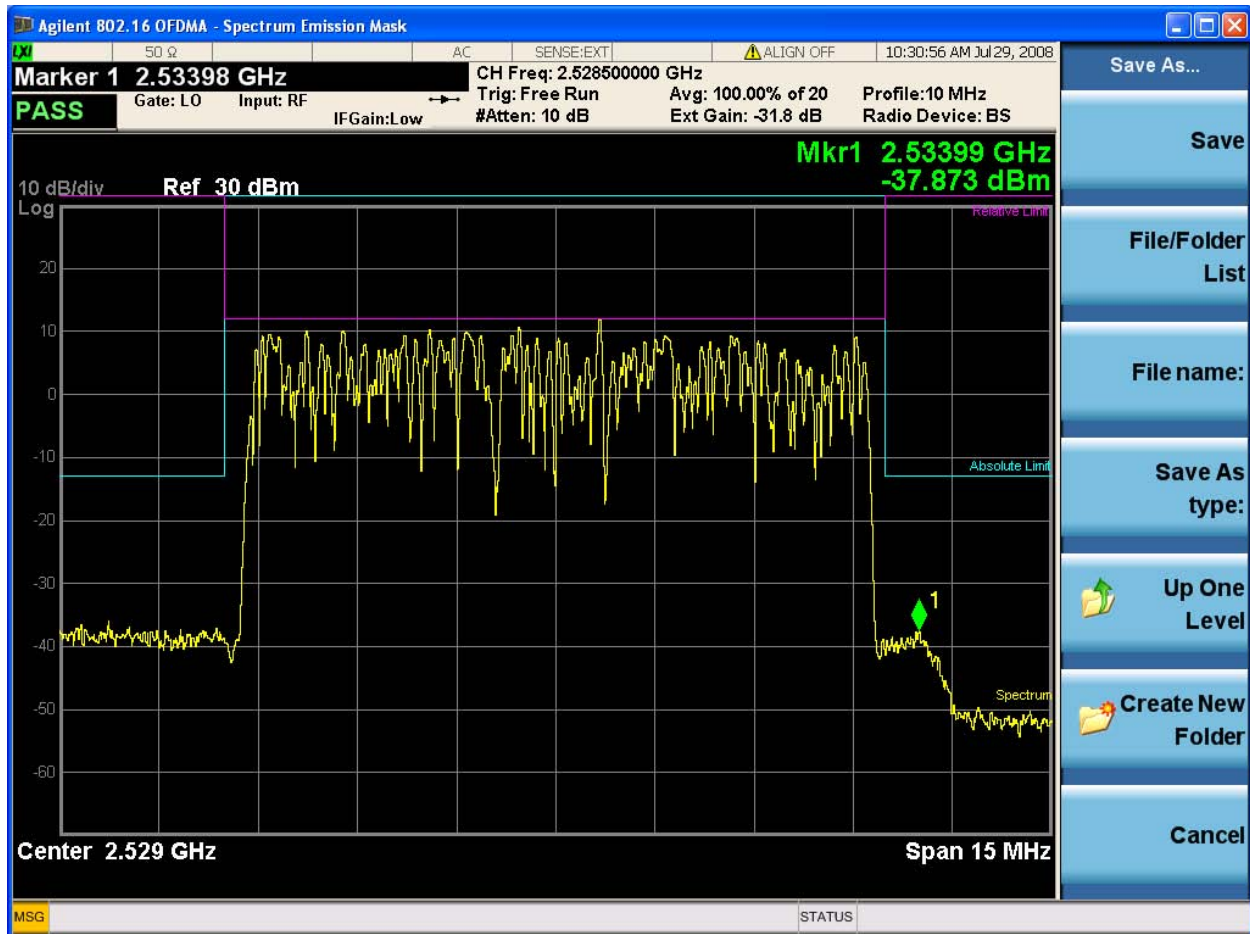 Agilent 802.16 OFDMA - Spectrum Emission Mask
LXI 50 Ω AC SENSE:EXT ALIGN OFF 10:30:56 AM Jul 29, 2008
Marker 1 2.53398 GHz
PASS
Gate: LO Input: RF
IFGain:Low
CH Freq: 2.528500000 GHz
Trig: Free Run Avg: 100.00% of 20 Profile:10 MHz
#Atten: 10 dB Ext Gain: -31.8 dB Radio Device: BS
Mkr1 2.53399 GHz
-37.873 dBm
10 dB/div Ref 30 dBm
Log
Relative Limit
20
10
0
-10
Absolute Limit
-20
-30
1
-40
Spectrum
-50
-60
Center 2.529 GHz Span 15 MHz
MSG STATUS
Save As...
Save
File/Folder
List
File name:
Save As
type:
Up One
Level
Create New
Folder
Cancel